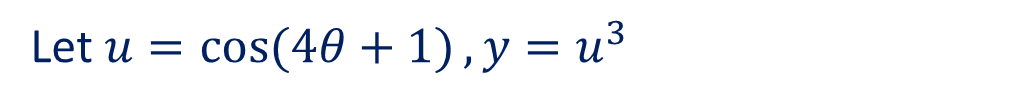 Let 𝑢 = cos(4𝜃 + 1) , 𝑦 = 𝑢³